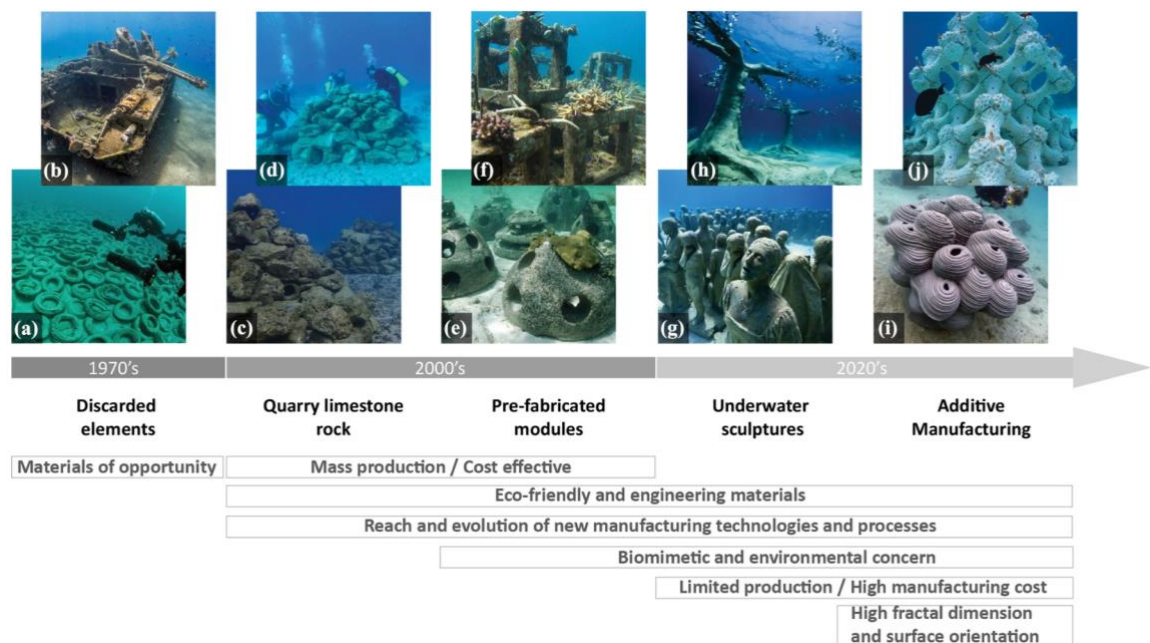 (b)
(d)
(f)
(h)
(j)
(a)
(c)
(e)
(g)
(i)
1970's
2000's
2020's
Discarded
elements
Quarry limestone
rock
Pre-fabricated
modules
Underwater
sculptures
Additive
Manufacturing
Materials of opportunity
Mass production / Cost effective
Eco-friendly and engineering materials
Reach and evolution of new manufacturing technologies and processes
Biomimetic and environmental concern
Limited production / High manufacturing cost
High fractal dimension
and surface orientation